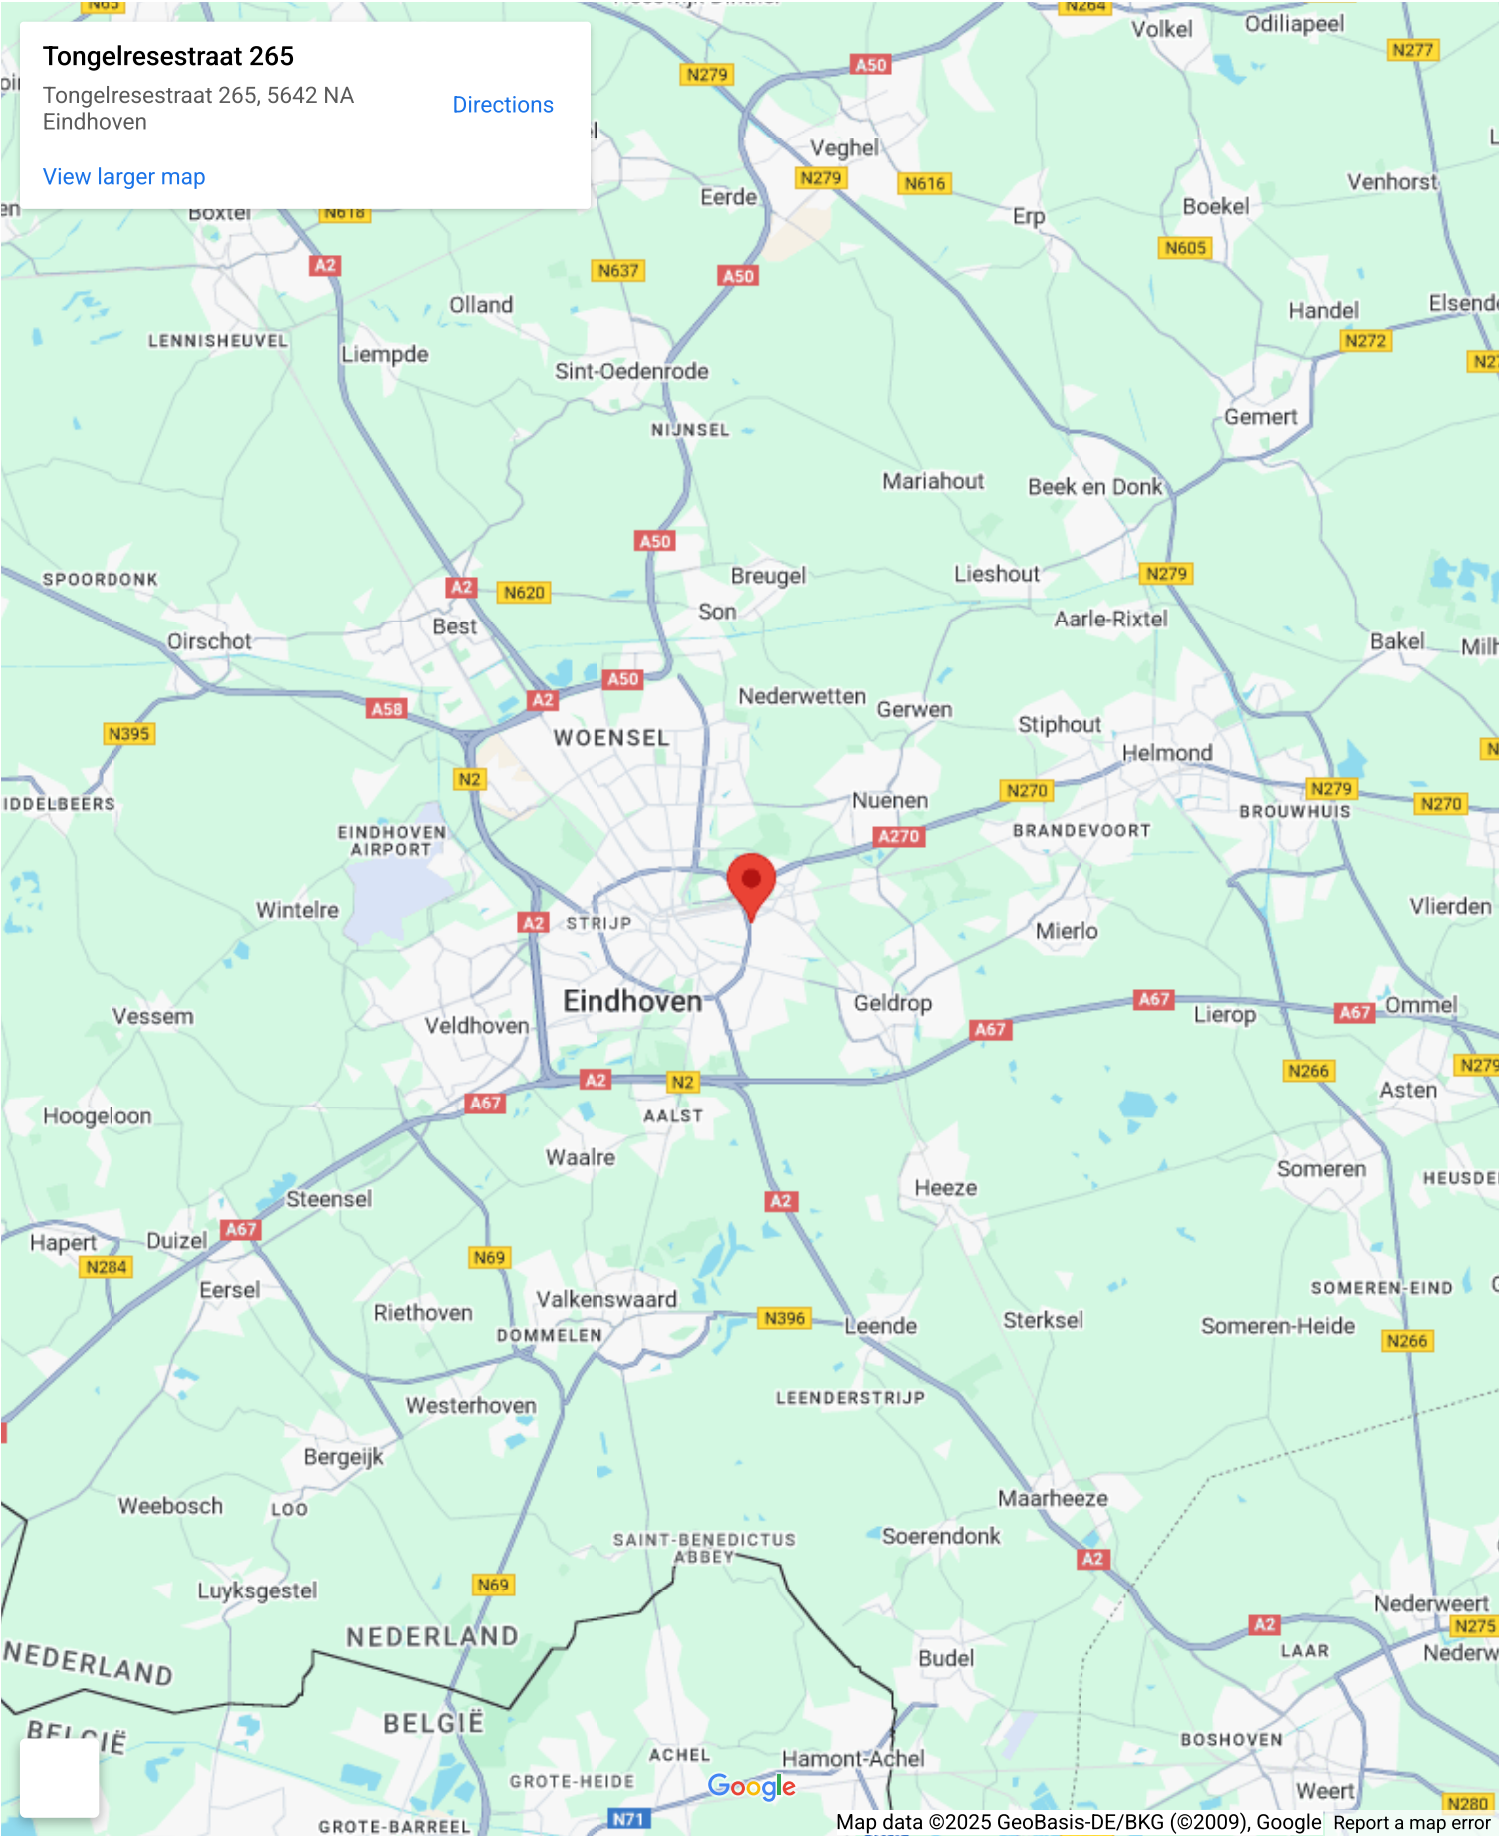 Tongelresestraat 265
Tongelresestraat 265, 5642 NA
Eindhoven
Directions
View larger map
N65
N264
Volkel
Odiliapeel
N277
N279
A50
Veghel
N279
N616
Eerde
Erp
Boekel
Venhorst
N605
Boxtel
N618
A2
N637
A50
Olland
Handel
N272
LENNISHEUVEL
Liempde
Sint-Oedenrode
NIJNSEL
Gemert
Mariahout
Beek en Donk
A50
SPOORDONK
A2
N620
Breugel
Lieshout
N279
Best
Son
Aarle-Rixtel
Oirschot
Bakel
A50
A2
A58
Nederwetten
Gerwen
N395
WOENSEL
Stiphout
Helmond
N2
N270
N279
N270
IDDELBEERS
Nuenen
BROUWHUIS
EINDHOVEN
AIRPORT
A270
BRANDEVOORT
Wintelre
A2
STRIJP
Mierlo
Vlierden
Eindhoven
Geldrop
A67
Vessem
Veldhoven
A67
Lierop
A67
Ommel
N266
N279
A2
N2
A67
Asten
Hoogeloon
AALST
Waalre
Someren
HEUSDE
Steensel
A2
Heeze
A67
Hapert
Duizel
N284
N69
Eersel
Riethoven
Valkenswaard
DOMMELEN
N396
Leende
Sterksel
SOMEREN-EIND
Someren-Heide
N266
Westerhoven
LEENDERSTRIJP
Bergeijk
Weebosch
LOO
Maarheeze
SAINT-BENEDICTUS
ABBEY
Soerendonk
A2
Luyksgestel
N69
Nederweert
NEDERLAND
NEDERLAND
A2
N275
LAAR
Nederw
Budel
BELGIË
BELGIË
BOSHOVEN
ACHEL
Hamont-Achel
GROTE-HEIDE
Google
Weert
N280
GROTE-BARREEL
N71
Map data ©2025 GeoBasis-DE/BKG (©2009), Google
Report a map error